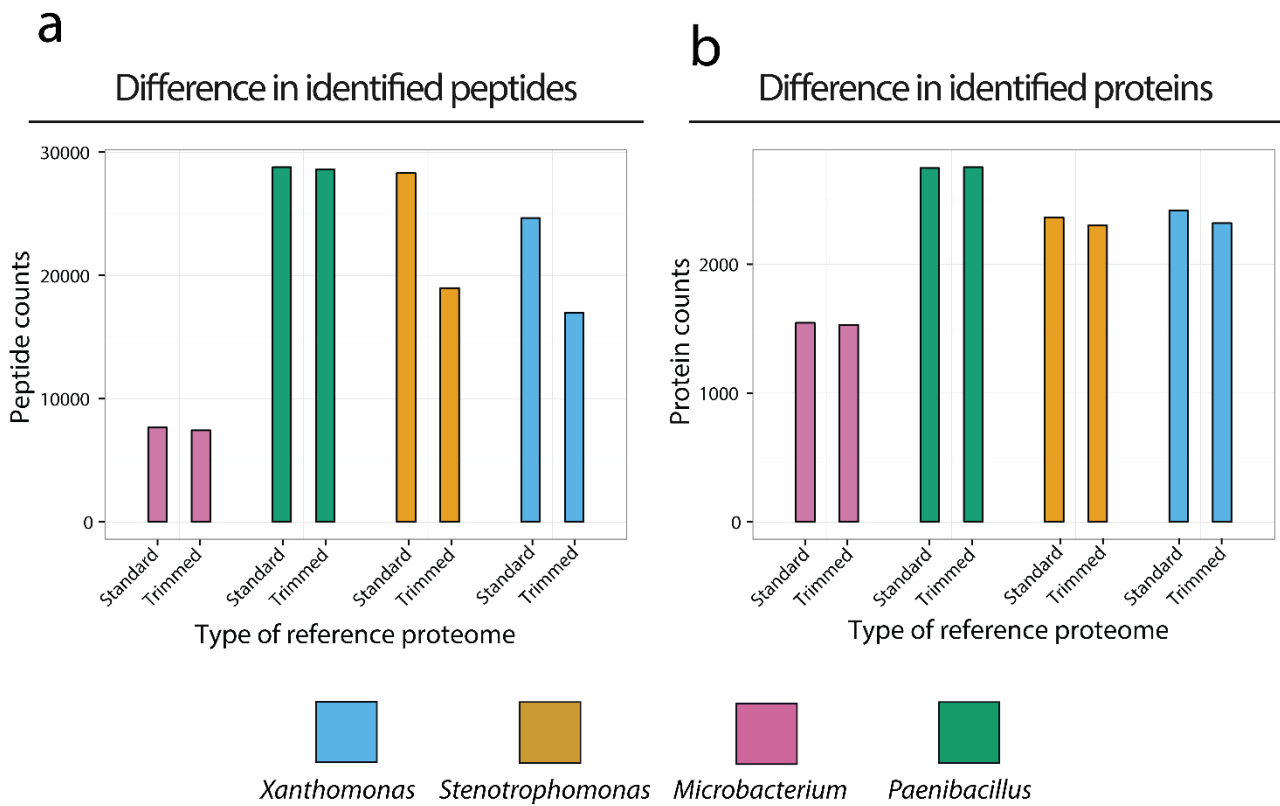 a
Difference in identified peptides
30000
20000
10000
0
Peptide counts
Standard
Trimmed
Standard
Trimmed
Standard
Trimmed
Standard
Trimmed
Type of reference proteome
b
Difference in identified proteins
2000
1000
0
Protein counts
Standard
Trimmed
Standard
Trimmed
Standard
Trimmed
Standard
Trimmed
Type of reference proteome
Xanthomonas
Stenotrophomonas
Microbacterium
Paenibacillus